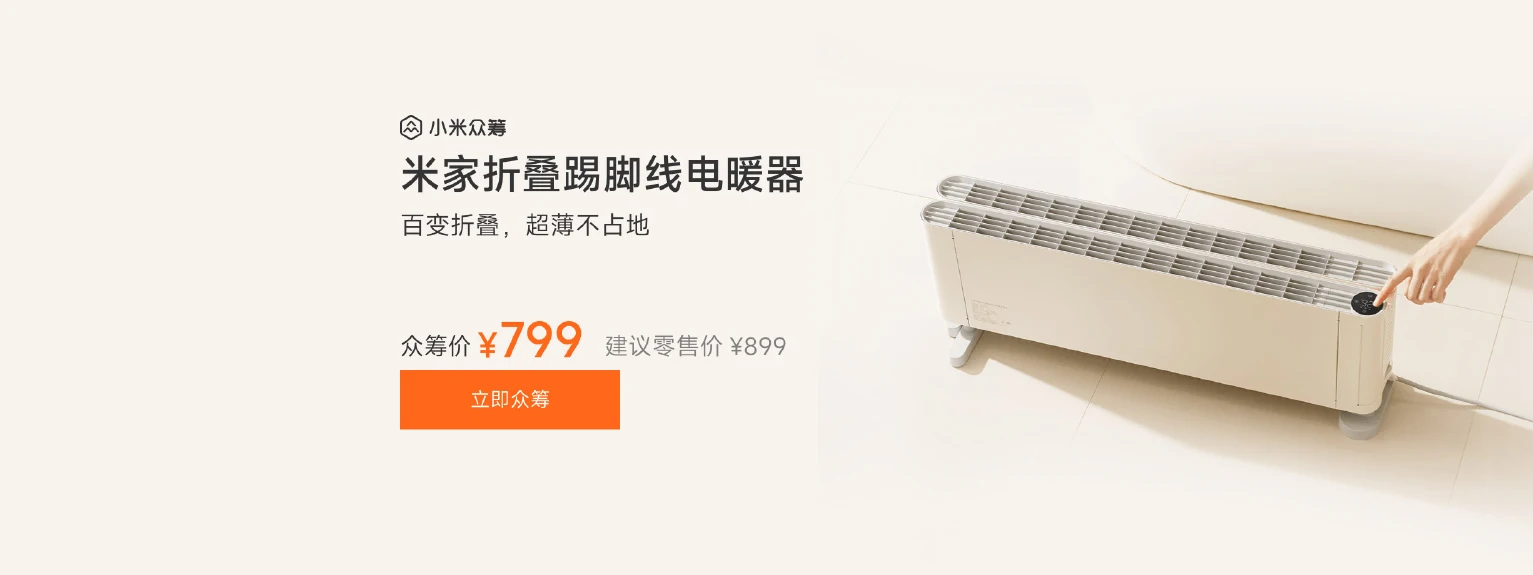 小米众筹
米家折叠踢脚线电暖器
百变折叠，超薄不占地
众筹价 ¥799 建议零售价 ¥899
立即众筹